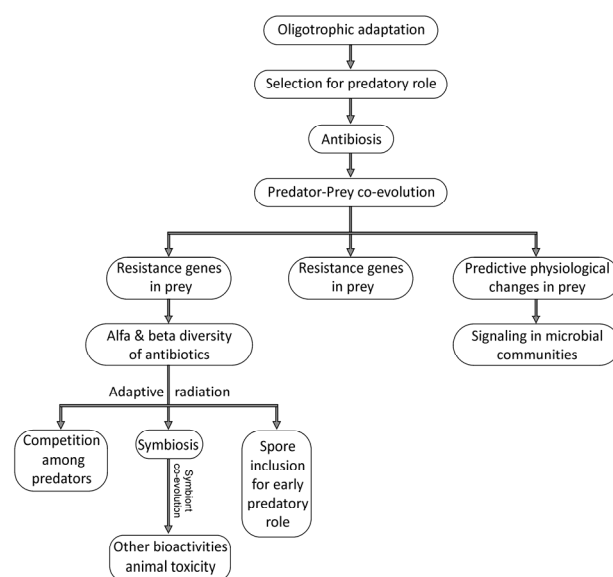 Oligotrophic adaptation
Selection for predatory role
Antibiosis
Predator-Prey co-evolution
Resistance genes
in prey
Resistance genes
in prey
Predictive physiological
changes in prey
Alfa & beta diversity
of antibiotics
Signaling in microbial
communities
Adaptive radiation
Competition
among
predators
Symbiosis
Spore
inclusion
for early
predatory
role
Symbiort
co-evolution
Other bioactivities
animal toxicity